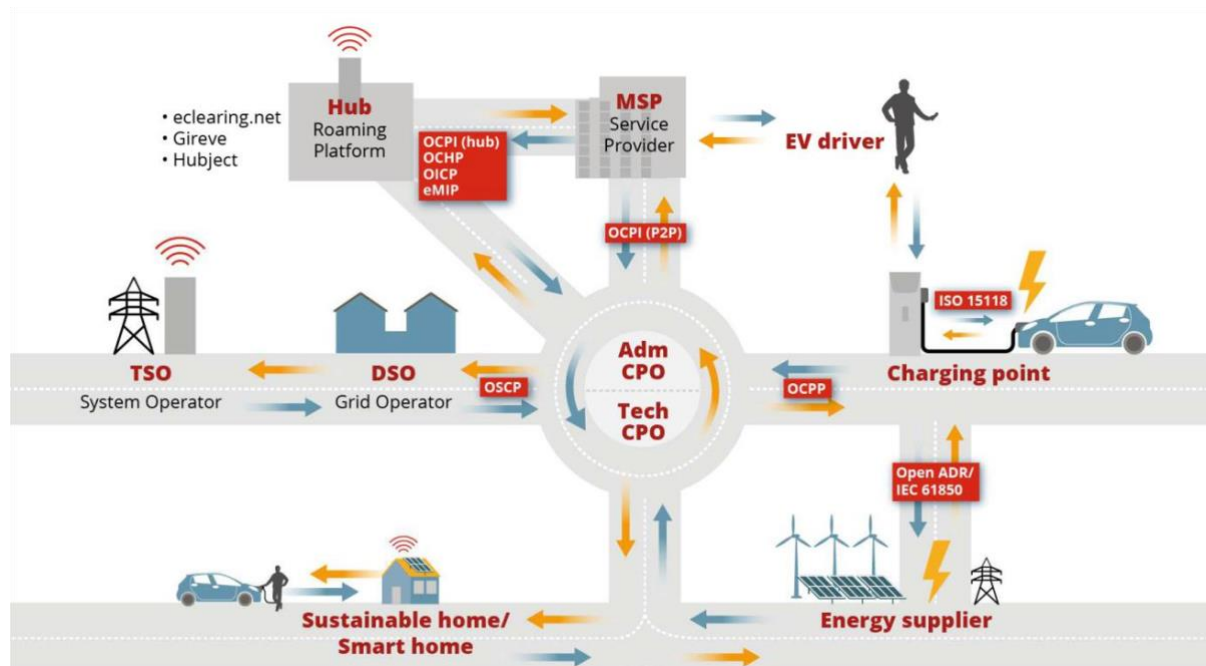 • eclearing.net
• Gireve
• Hubject
Hub
Roaming
Platform
MSP
Service
Provider
EV driver
OCPI (hub)
OCHP
OICP
eMIP
OCPI (P2P)
ISO 15118
TSO
System Operator
DSO
Grid Operator
OSCP
Adm
CPO
Tech
CPO
OCPP
Charging point
Open ADR/
IEC 61850
Sustainable home/
Smart home
Energy supplier